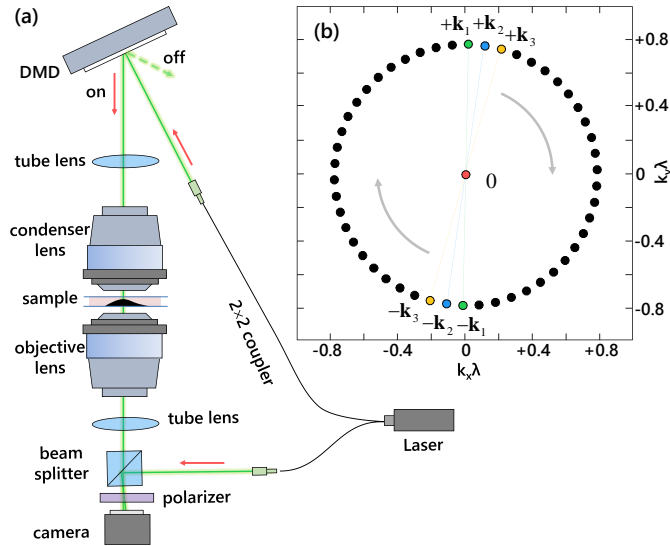 (a)
DMD
off
on
tube lens
condenser
lens
sample
objective
lens
2×2 coupler
tube lens
beam
splitter
polarizer
camera
Laser
(b)
+k₁ +k₂ +k₃
0
−k₃ −k₂ −k₁
+0.8
+0.4
0
-0.4
-0.8
kᵧλ
-0.8 -0.4 0 +0.4 +0.8
kₓλ